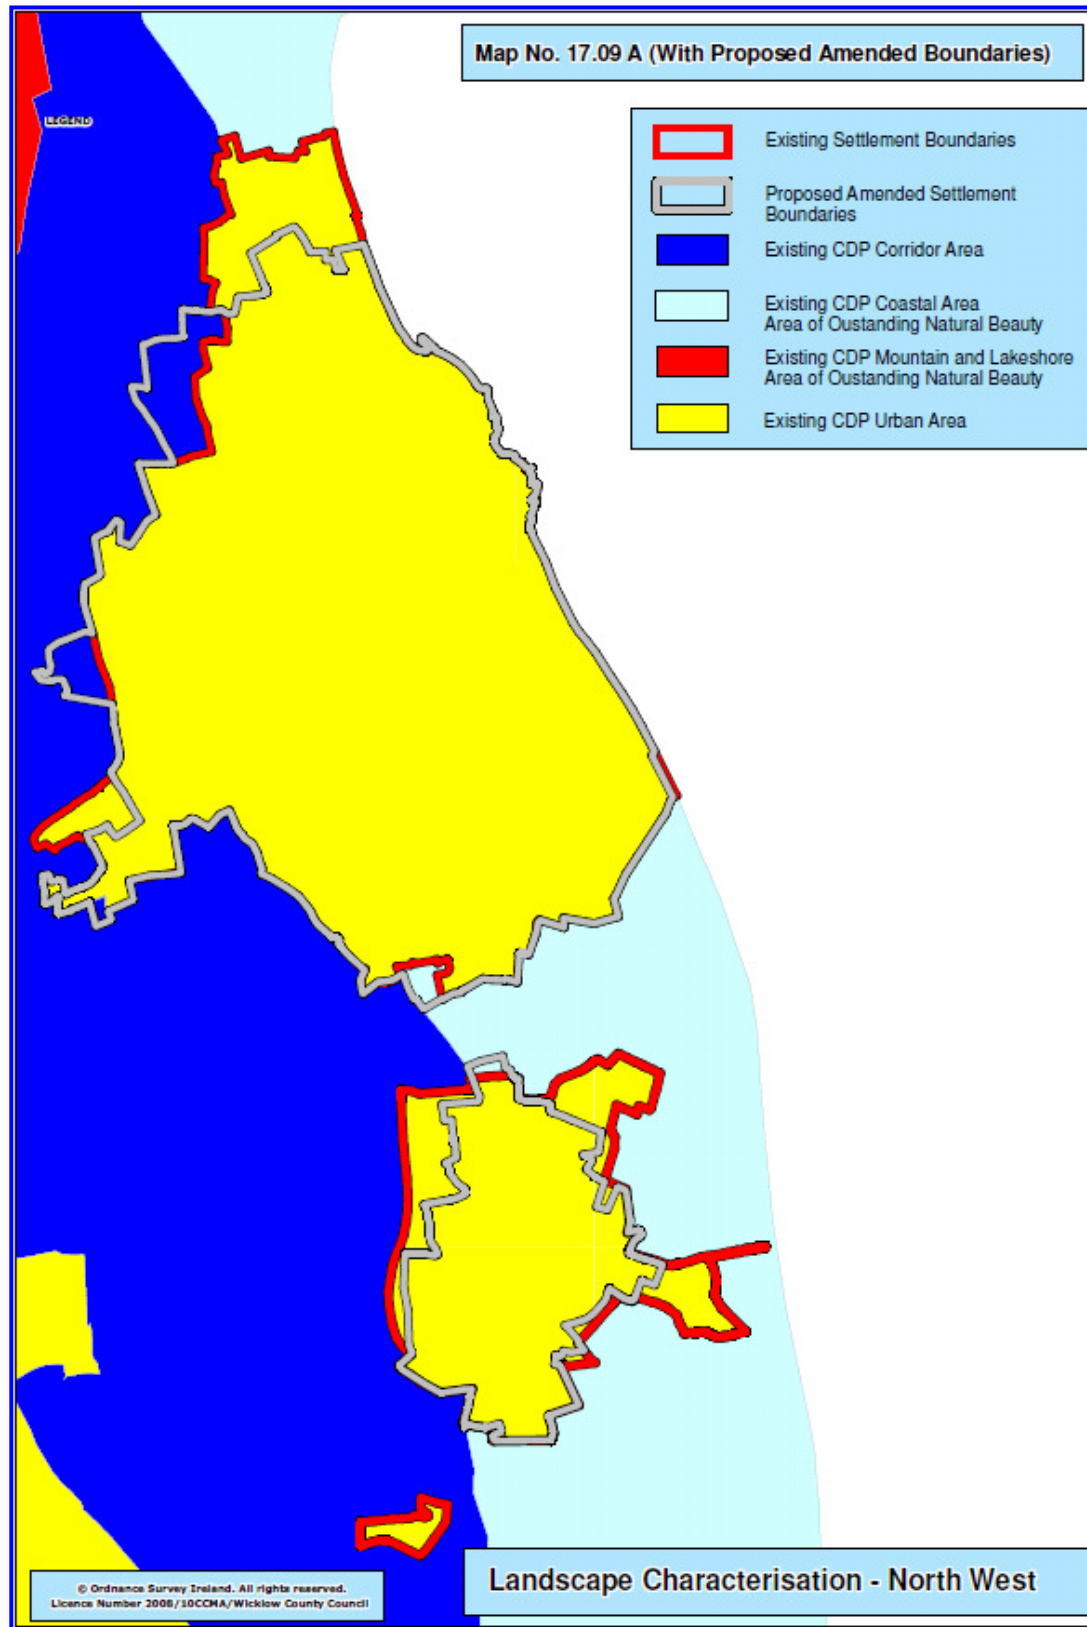 Map No. 17.09 A (With Proposed Amended Boundaries)
LEGEND
Existing Settlement Boundaries
Proposed Amended Settlement
Boundaries
Existing CDP Corridor Area
Existing CDP Coastal Area
Area of Oustanding Natural Beauty
Existing CDP Mountain and Lakeshore
Area of Oustanding Natural Beauty
Existing CDP Urban Area
© Ordnance Survey Ireland. All rights reserved.
Licence Number 2008/10CCMA/Wicklow County Council
Landscape Characterisation - North West